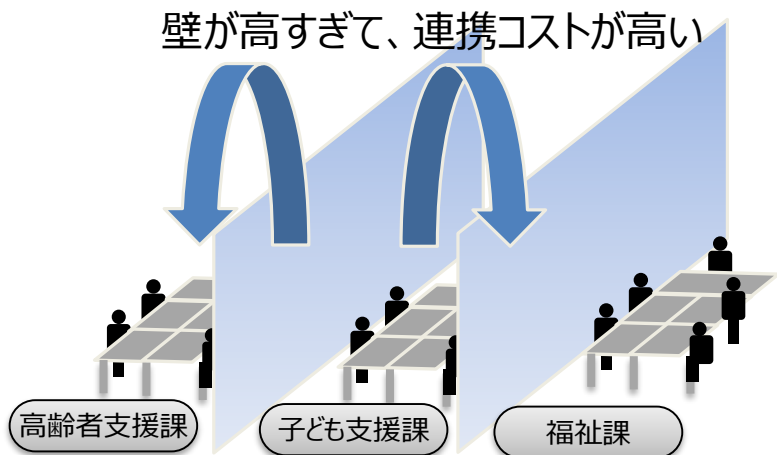 壁が高すぎて、連携コストが高い
高齢者支援課
子ども支援課
福祉課